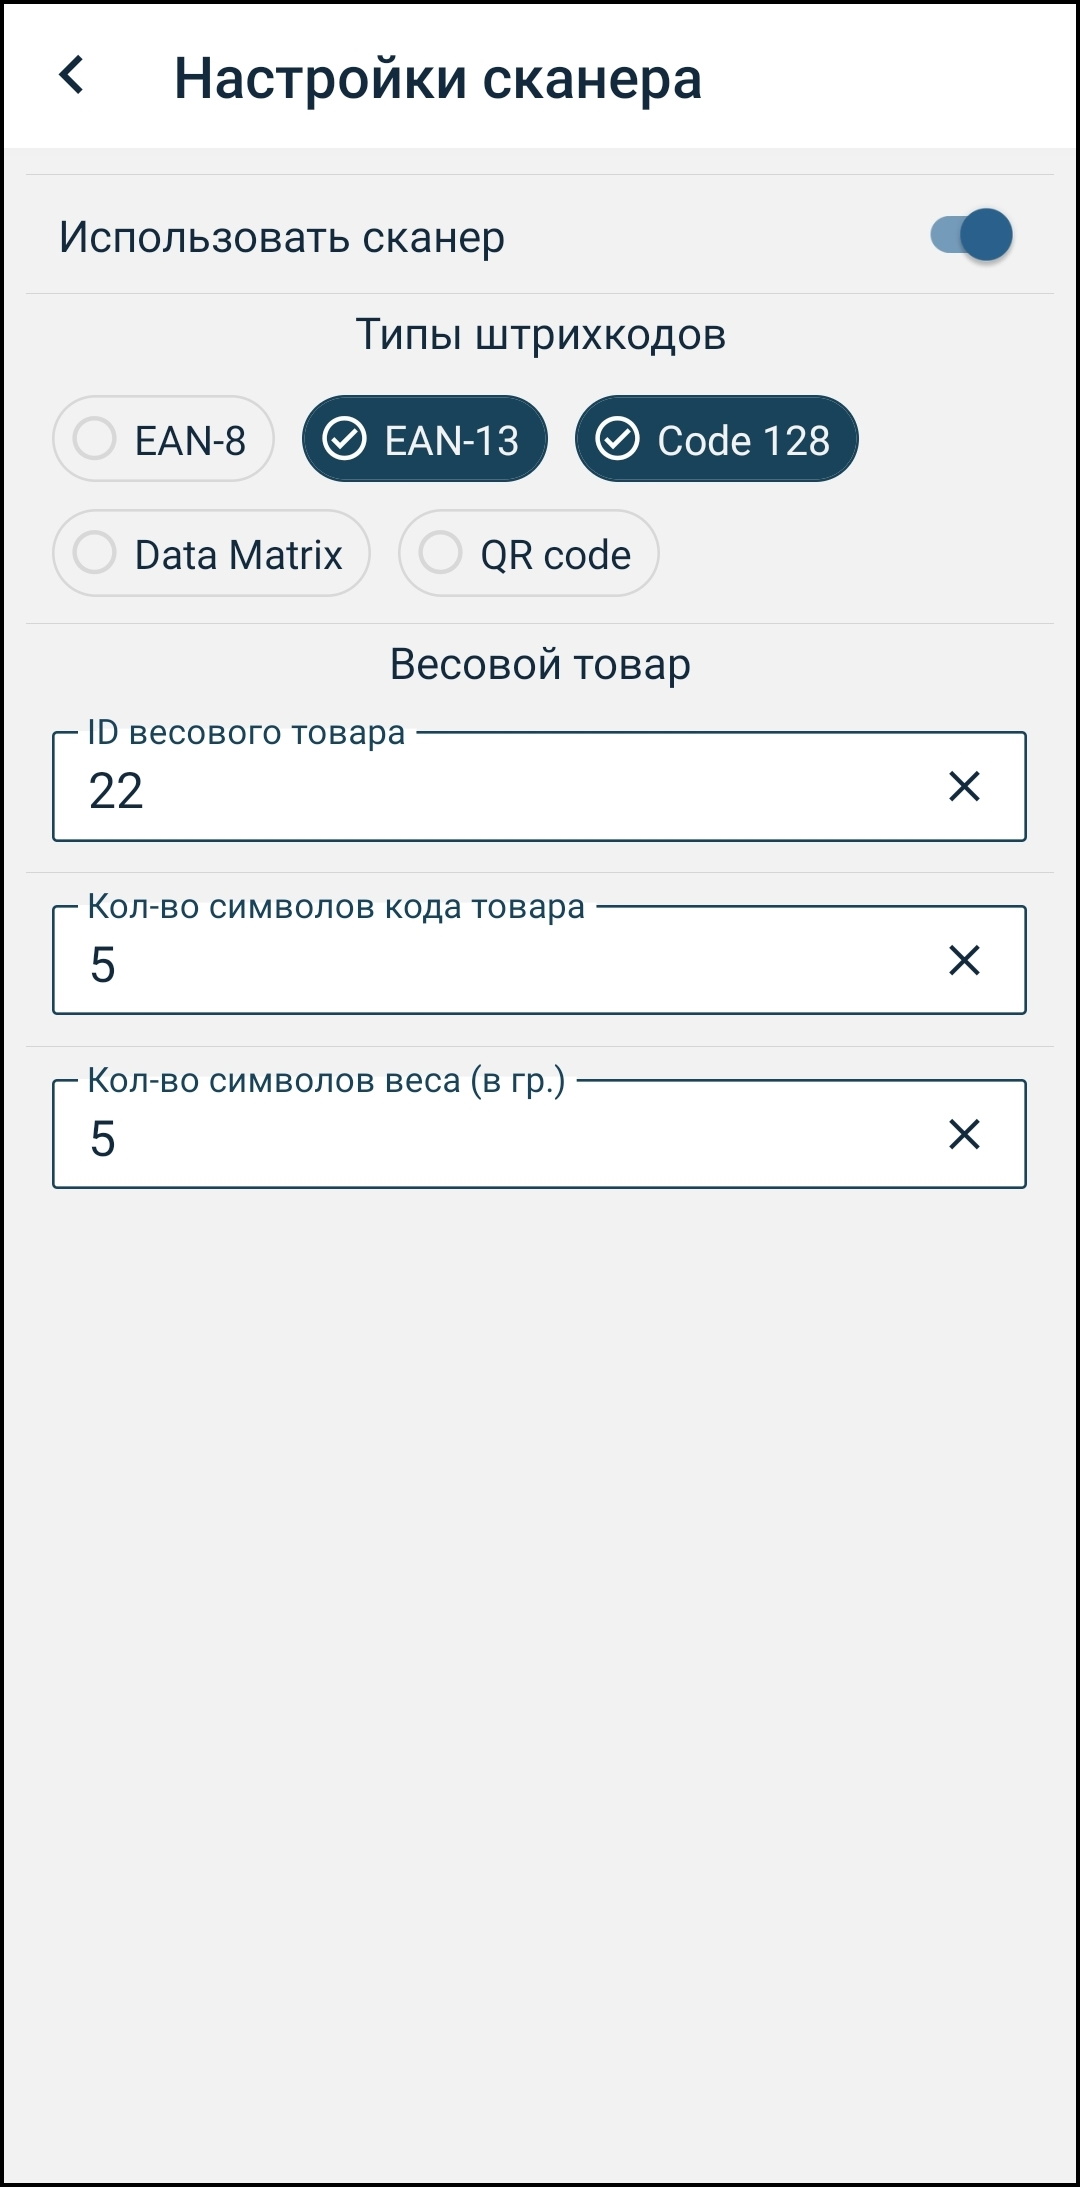 Настройки сканера
Использовать сканер
Типы штрихкодов
EAN-8 EAN-13 Code 128
Data Matrix QR code
Весовой товар
ID весового товара
22
Кол-во символов кода товара
5
Кол-во символов веса (в гр.)
5